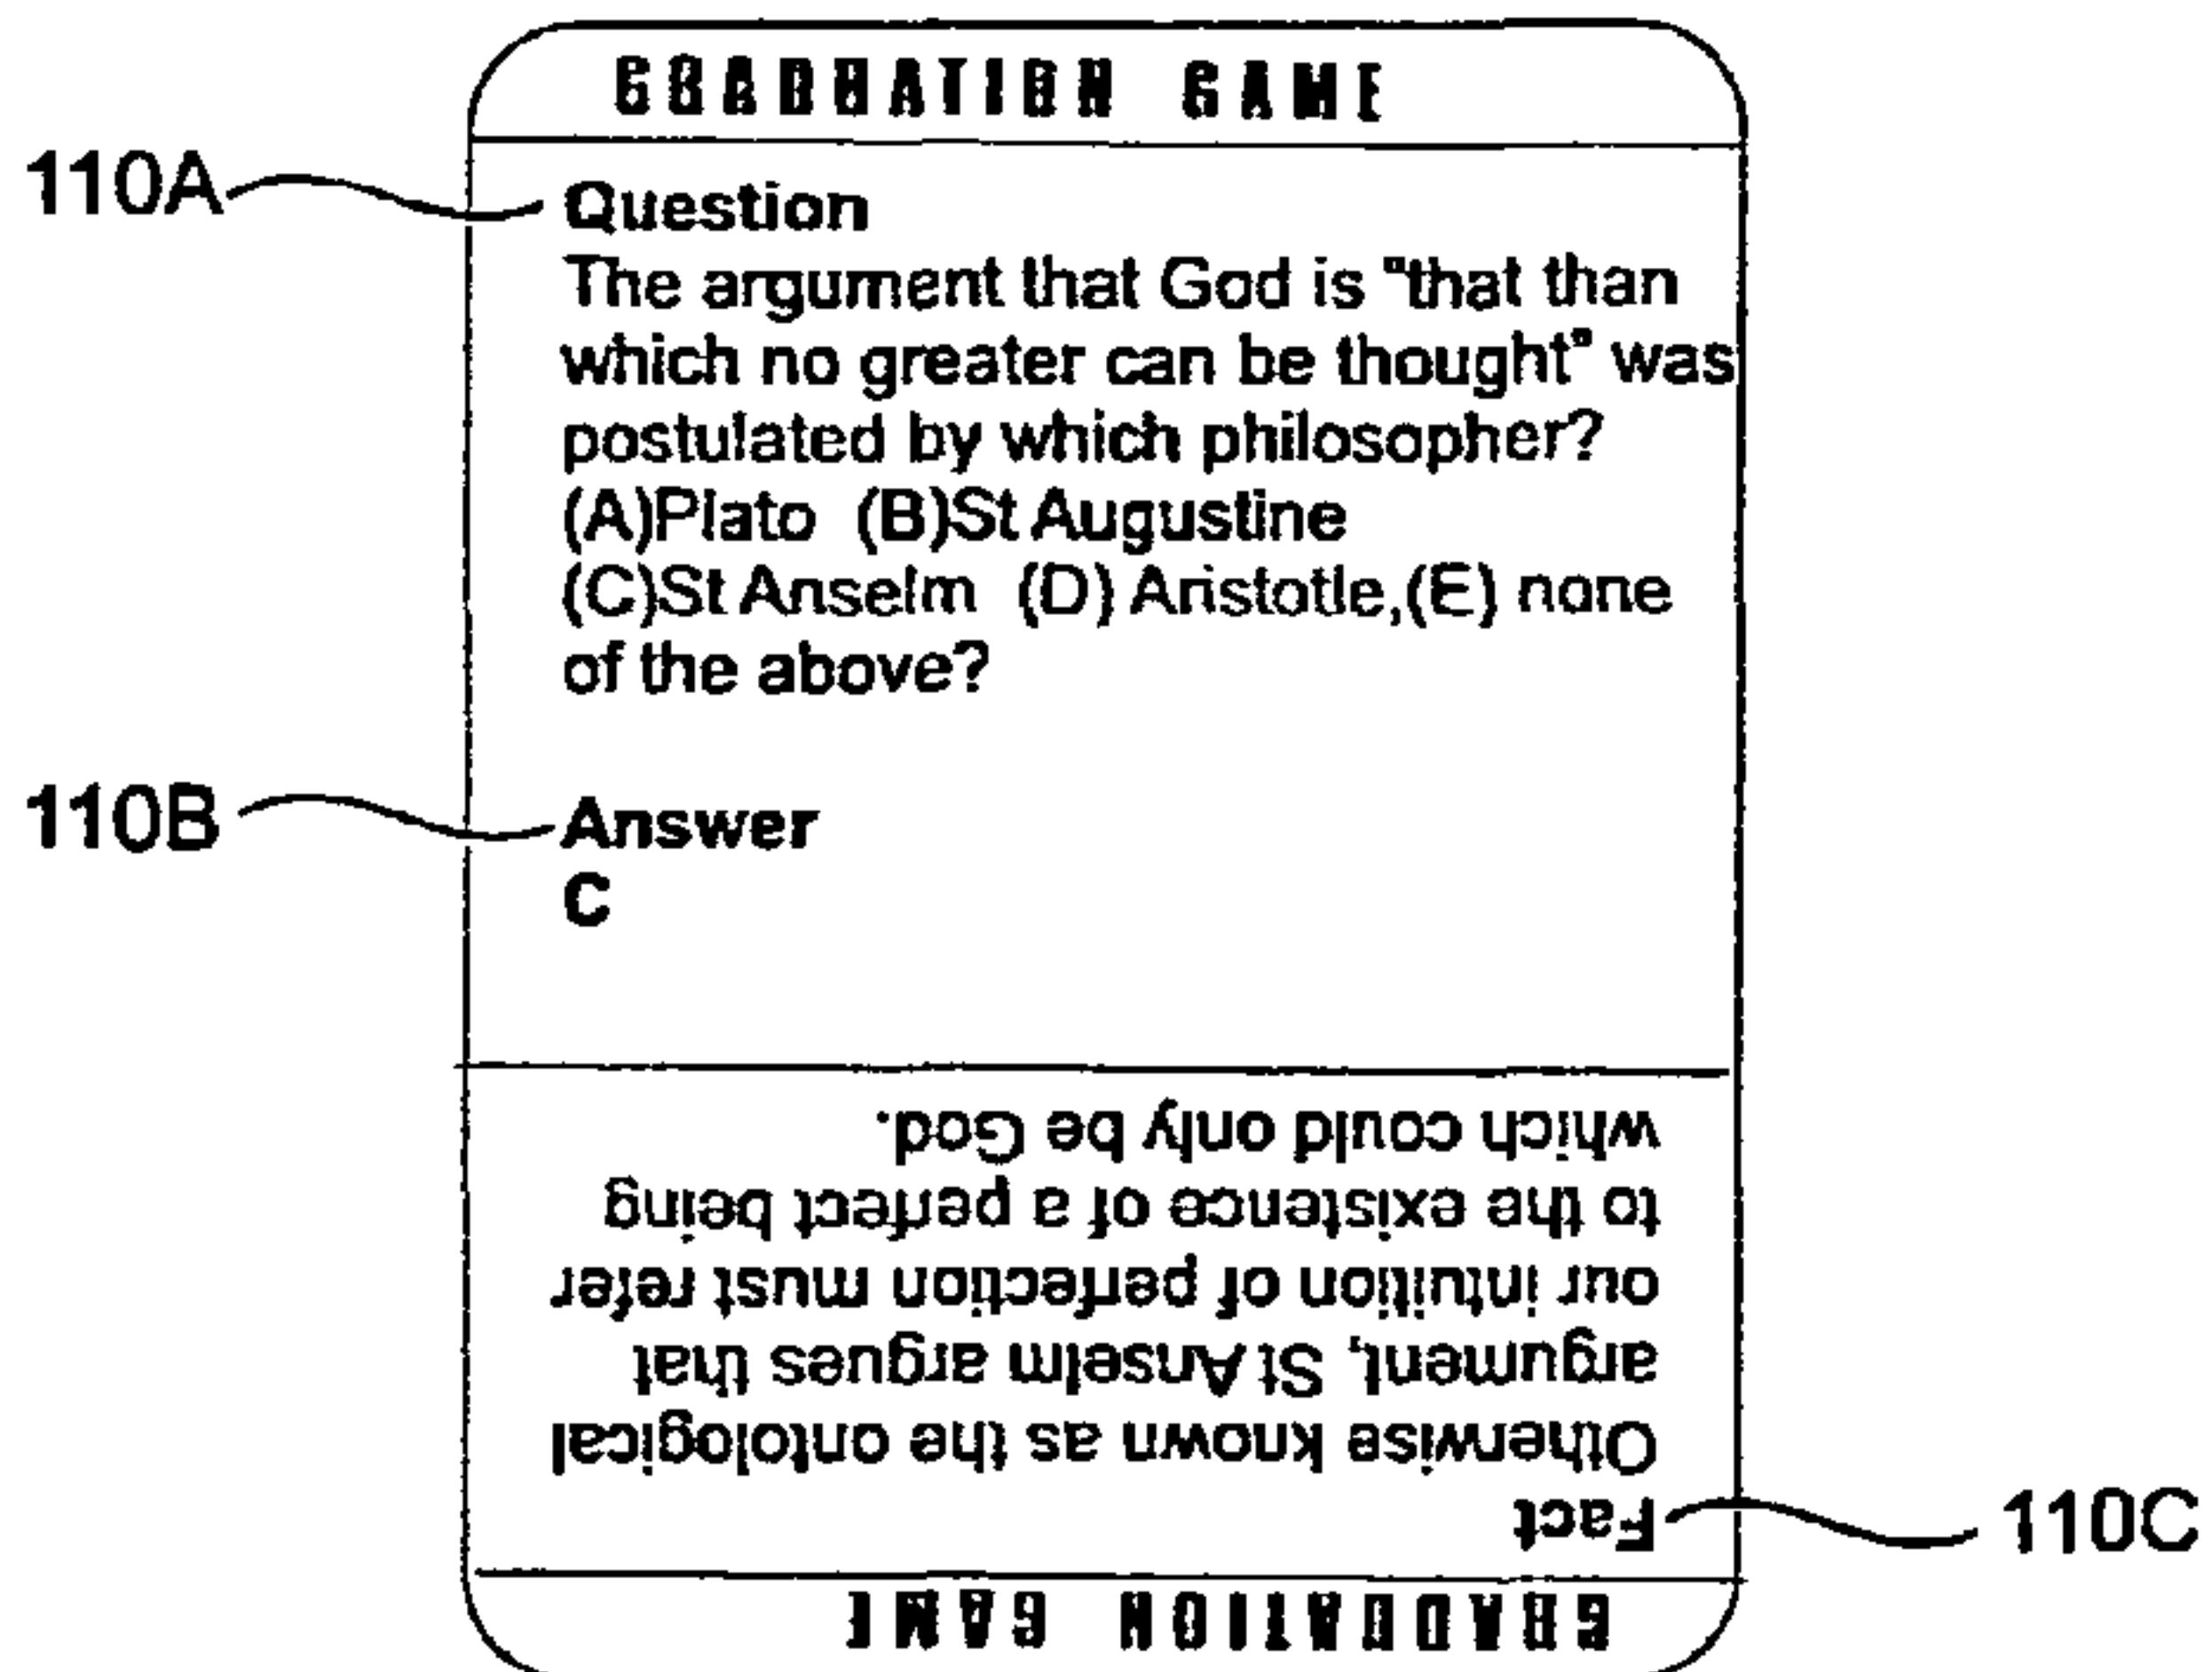 GRADUATION GAME
110A
Question
The argument that God is "that than
which no greater can be thought" was
postulated by which philosopher?
(A)Plato (B)St Augustine
(C)St Anselm (D) Aristotle,(E) none
of the above?
110B
Answer
C
Fact
Otherwise known as the ontological
argument, St Anselm argues that
our intuition of perfection must refer
to the existence of a perfect being
which could only be God.
110C
GRADUATION GAME